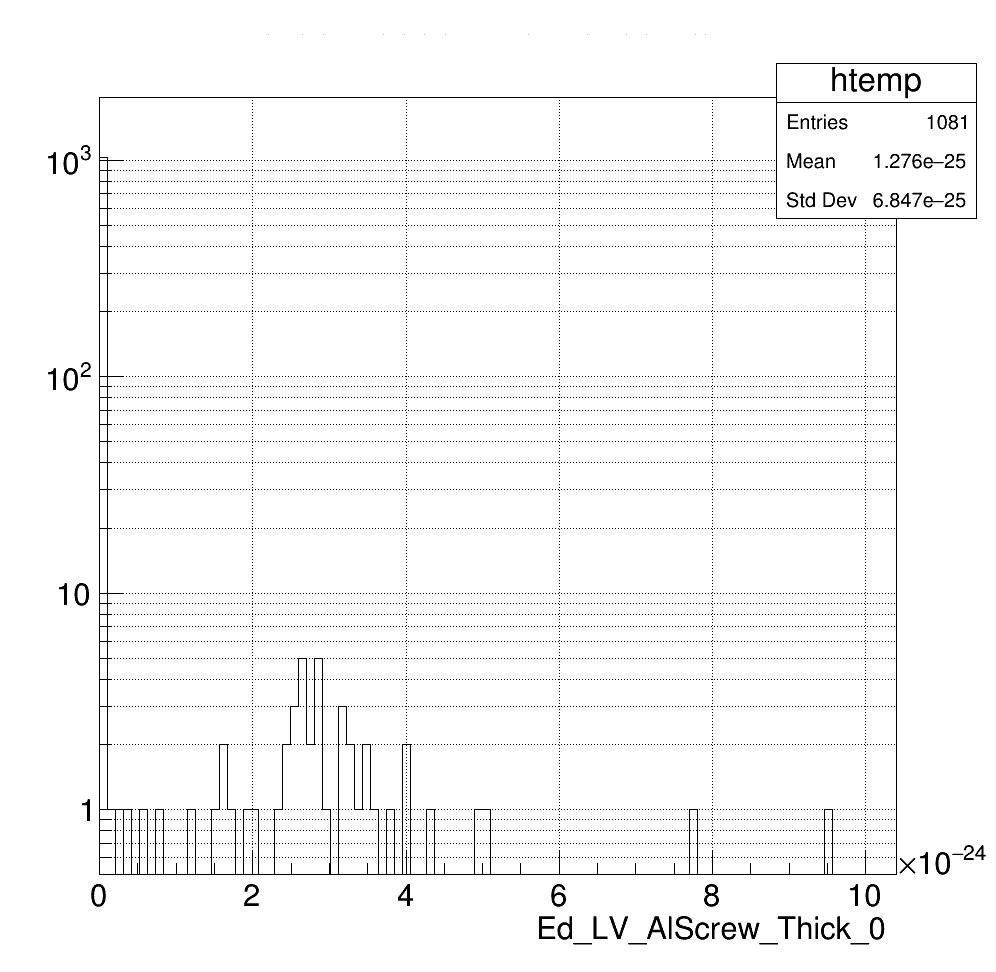 htemp
Entries 1081
Mean 1.276e−25
Std Dev 6.847e−25
10³
10²
10
1
0 2 4 6 8 10
×10⁻²⁴
Ed_LV_AlScrew_Thick_0